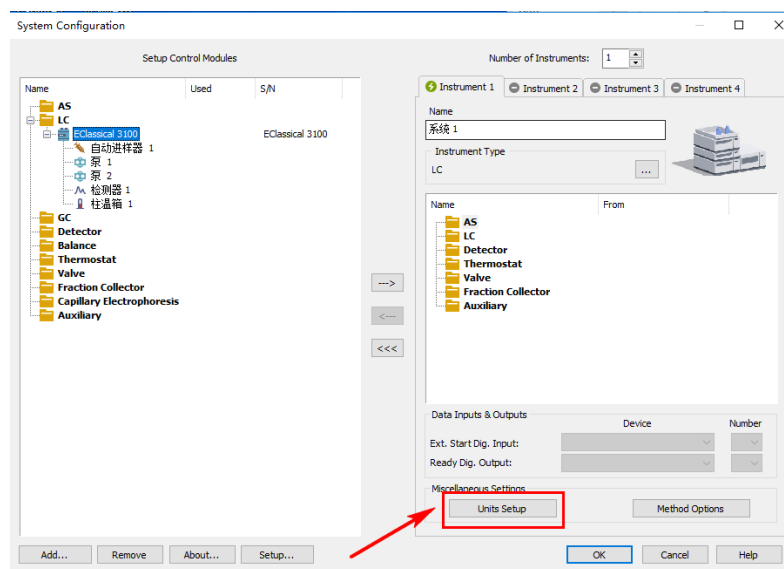 System Configuration
Setup Control Modules
Number of Instruments: 1
Name Used S/N
AS
LC
EClassical 3100 EClassical 3100
自动进样器 1
泵 1
泵 2
检测器 1
柱温箱 1
GC
Detector
Balance
Thermostat
Valve
Fraction Collector
Capillary Electrophoresis
Auxiliary
Add...
Remove
About...
Setup...
--->
<---
<<<
Instrument 1 Instrument 2 Instrument 3 Instrument 4
Name
系统 1
Instrument Type
LC ...
Name From
AS
LC
Detector
Thermostat
Valve
Fraction Collector
Auxiliary
Data Inputs & Outputs
Device Number
Ext. Start Dig. Input:
Ready Dig. Output:
Miscellaneous Settings
Units Setup Method Options
OK Cancel Help